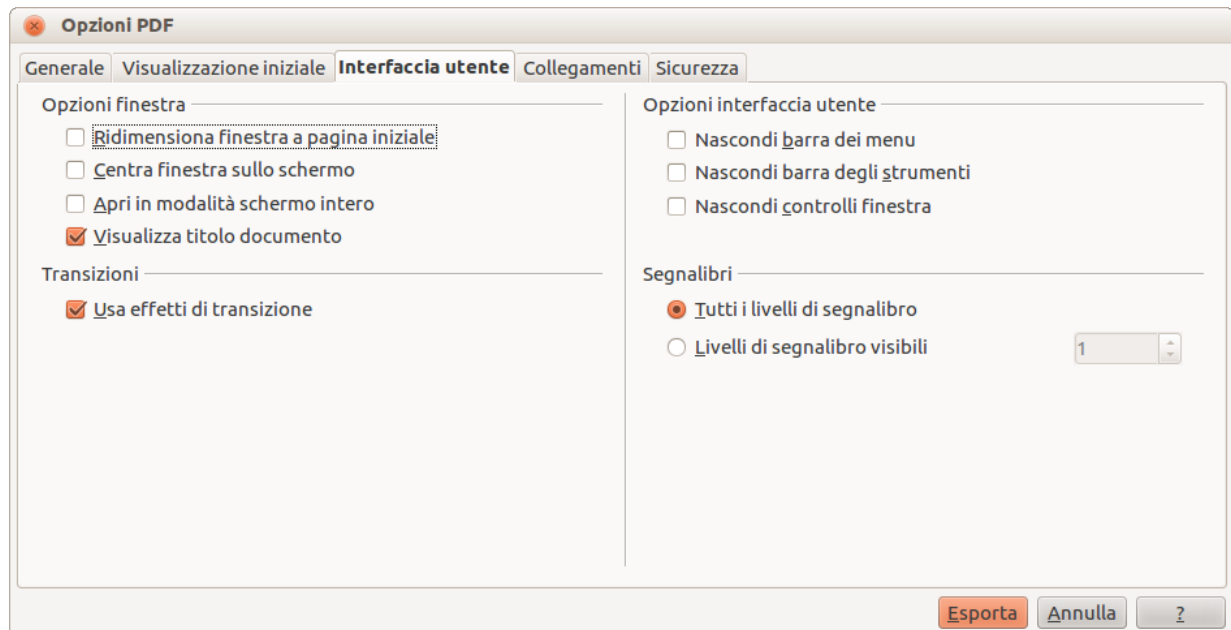 Opzioni PDF
Generale Visualizzazione iniziale Interfaccia utente Collegamenti Sicurezza
Opzioni finestra
Ridimensiona finestra a pagina iniziale
Centra finestra sullo schermo
Apri in modalità schermo intero
Visualizza titolo documento
Transizioni
Usa effetti di transizione
Opzioni interfaccia utente
Nascondi barra dei menu
Nascondi barra degli strumenti
Nascondi controlli finestra
Segnalibri
Tutti i livelli di segnalibro
Livelli di segnalibro visibili 1
Esporta Annulla ?